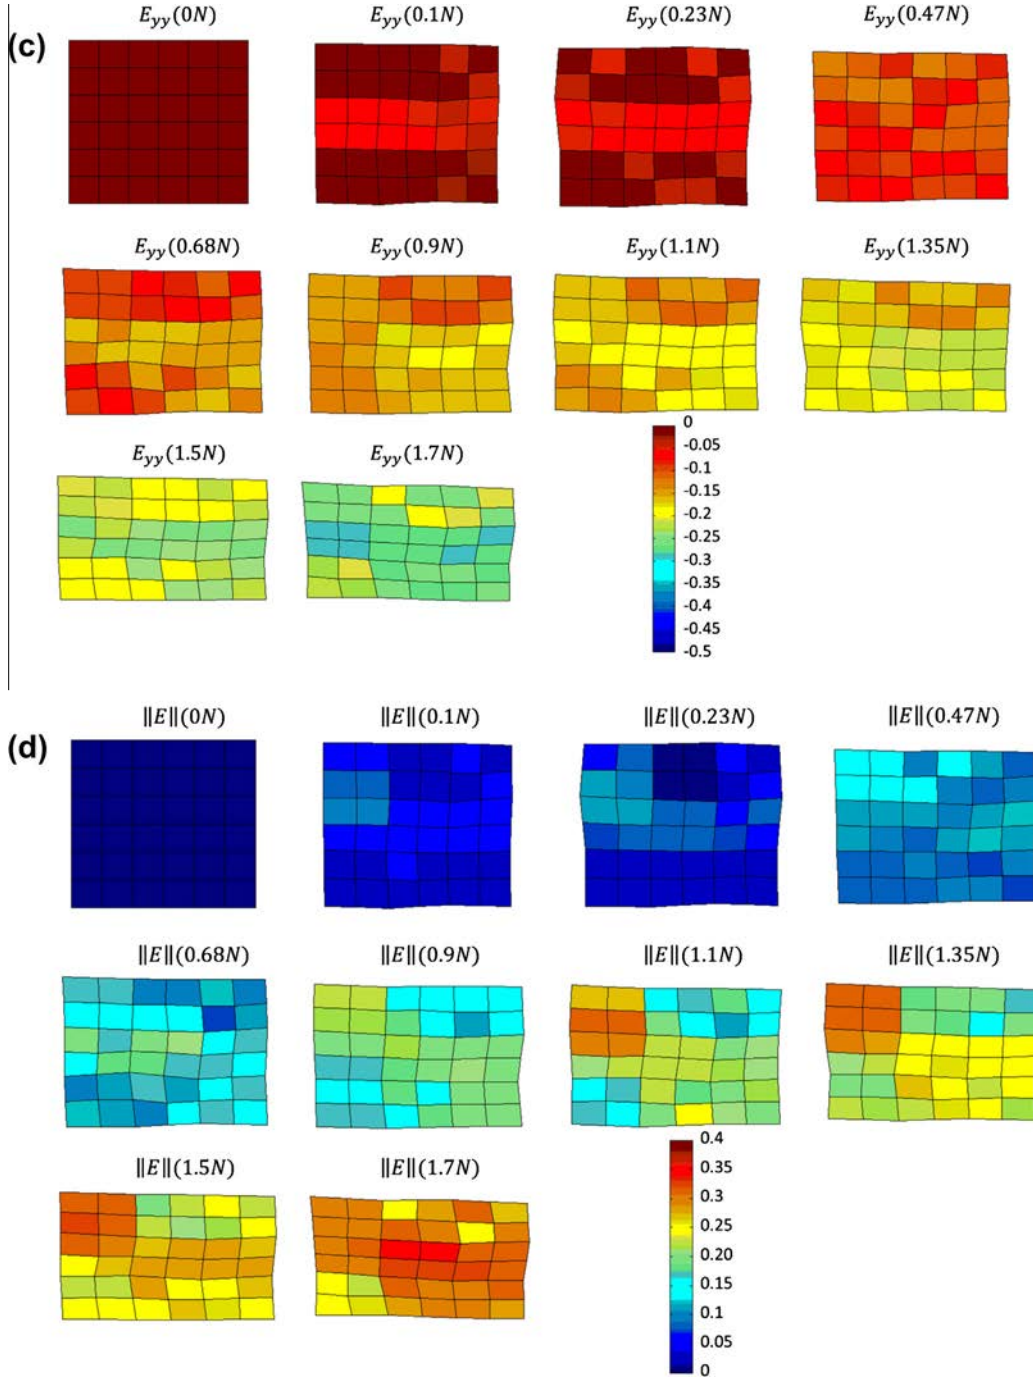 (c)
E_yy(0N) E_yy(0.1N) E_yy(0.23N) E_yy(0.47N)
E_yy(0.68N) E_yy(0.9N) E_yy(1.1N) E_yy(1.35N)
E_yy(1.5N) E_yy(1.7N)
0
-0.05
-0.1
-0.15
-0.2
-0.25
-0.3
-0.35
-0.4
-0.45
-0.5
(d)
‖E‖(0N) ‖E‖(0.1N) ‖E‖(0.23N) ‖E‖(0.47N)
‖E‖(0.68N) ‖E‖(0.9N) ‖E‖(1.1N) ‖E‖(1.35N)
‖E‖(1.5N) ‖E‖(1.7N)
0.4
0.35
0.3
0.25
0.20
0.15
0.1
0.05
0